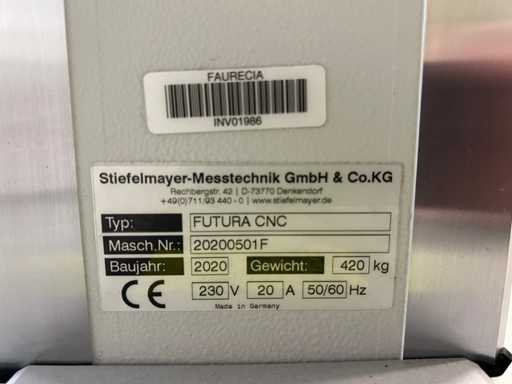 FAURECIA
INV01986
Stiefelmayer-Messtechnik GmbH & Co.KG
Rechbergstr. 42 | D-73770 Denkendorf
+49(0)711/93 440 - 0 | www.stiefelmayer.de
Typ: FUTURA CNC
Masch.Nr.: 20200501F
Baujahr: 2020 Gewicht: 420 kg
CE 230 V 20 A 50/60 Hz
Made in Germany